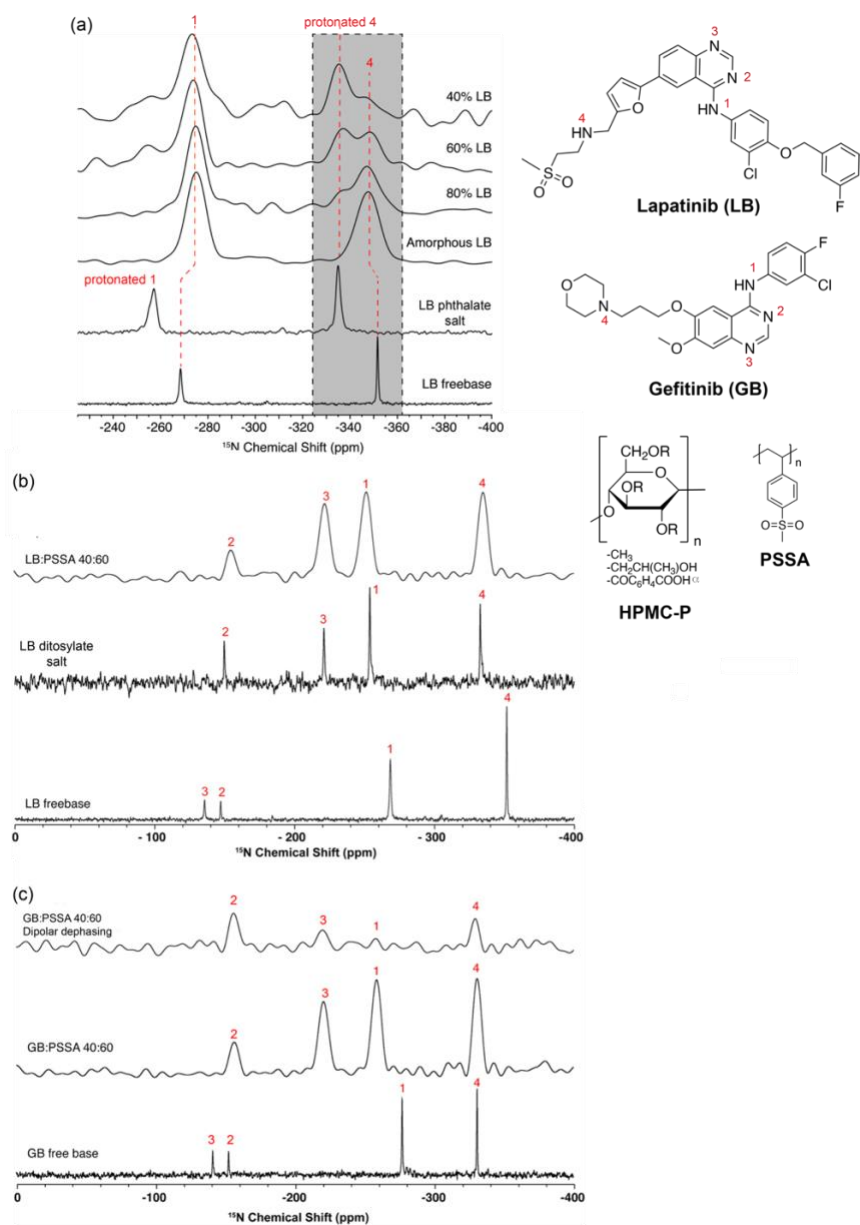 (a)
1
protonated 4
4
40% LB
60% LB
80% LB
Amorphous LB
protonated 1
LB phthalate
salt
LB freebase
-240 -260 -280 -300 -320 -340 -360 -380 -400
¹⁵N Chemical Shift (ppm)
3
N
N 2
O
1
HN
4
HN
S
O
O
Cl
O
F
Lapatinib (LB)
F
1
HN
Cl
O
N
4
O
N 2
O
N
3
Gefitinib (GB)
CH₂OR
O
OR
O
OR
n
-CH₃
-CH₂CH(CH₃)OH
-COC₆H₄COOH α
HPMC-P
n
O=S=O
PSSA
(b)
LB:PSSA 40:60
2
3
1
4
LB ditosylate
salt
2
3
1
4
LB freebase
3
2
1
4
0 - 100 - 200 - 300 -400
¹⁵N Chemical Shift (ppm)
(c)
GB:PSSA 40:60
Dipolar dephasing
2
3
1
4
GB:PSSA 40:60
2
3
1
4
GB free base
3
2
1
4
0 -100 -200 -300 -400
¹⁵N Chemical Shift (ppm)